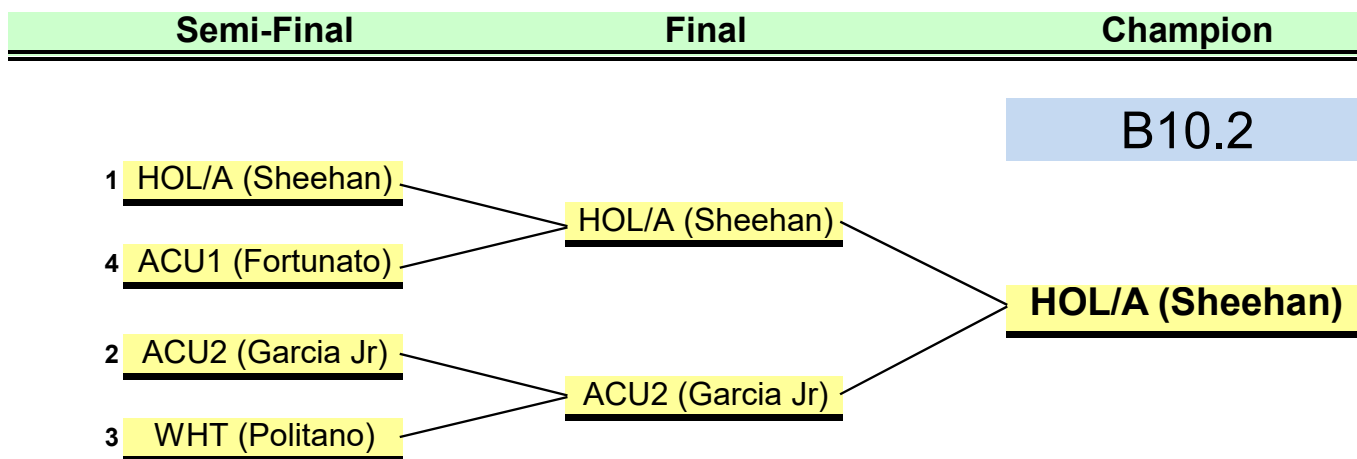 Semi-Final Final Champion
B10.2
1 HOL/A (Sheehan)
HOL/A (Sheehan)
4 ACU1 (Fortunato)
HOL/A (Sheehan)
2 ACU2 (Garcia Jr)
ACU2 (Garcia Jr)
3 WHT (Politano)